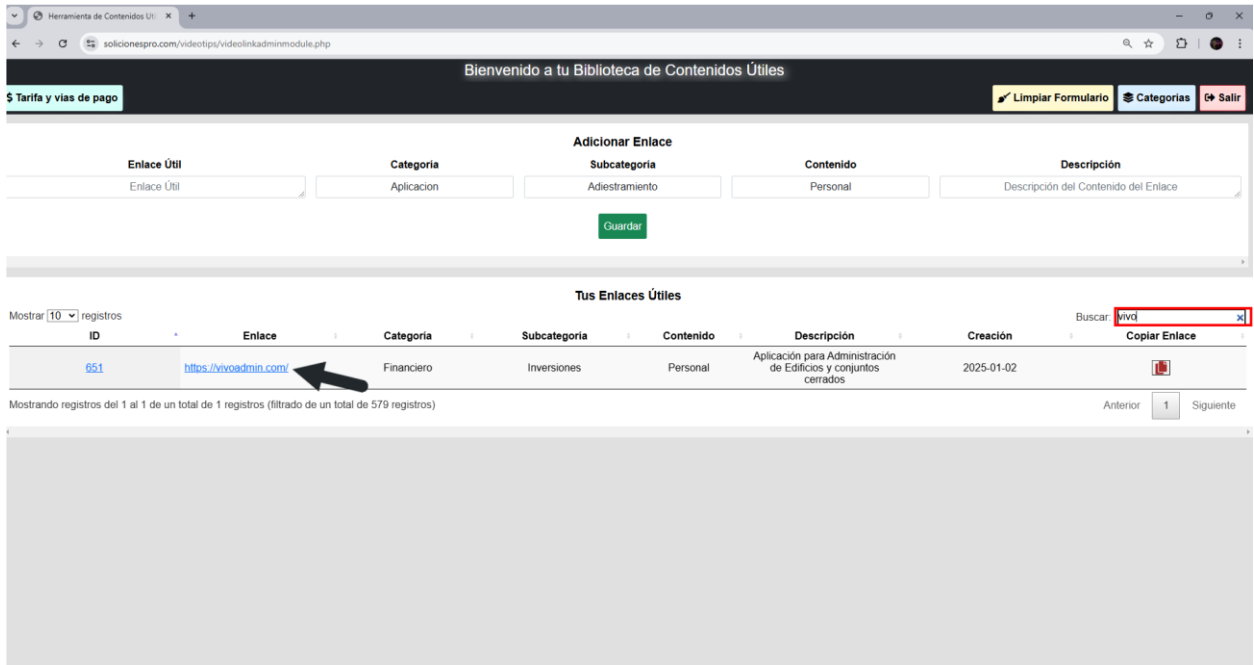 Herramienta de Contenidos Úti
solicionespro.com/videotips/videolinkadminmodule.php
Bienvenido a tu Biblioteca de Contenidos Útiles
$ Tarifa y vias de pago
Limpiar Formulario
Categorias
Salir
Adicionar Enlace
Enlace Útil Categoria Subcategoria Contenido Descripción
Enlace Útil Aplicacion Adiestramiento Personal Descripción del Contenido del Enlace
Guardar
Tus Enlaces Útiles
Mostrar 10 registros
Buscar: vivo
ID Enlace Categoria Subcategoria Contenido Descripción Creación Copiar Enlace
651 https://vivoadmin.com/ Financiero Inversiones Personal Aplicación para Administración
de Edificios y conjuntos
cerrados
2025-01-02
Mostrando registros del 1 al 1 de un total de 1 registros (filtrado de un total de 579 registros)
Anterior 1 Siguiente